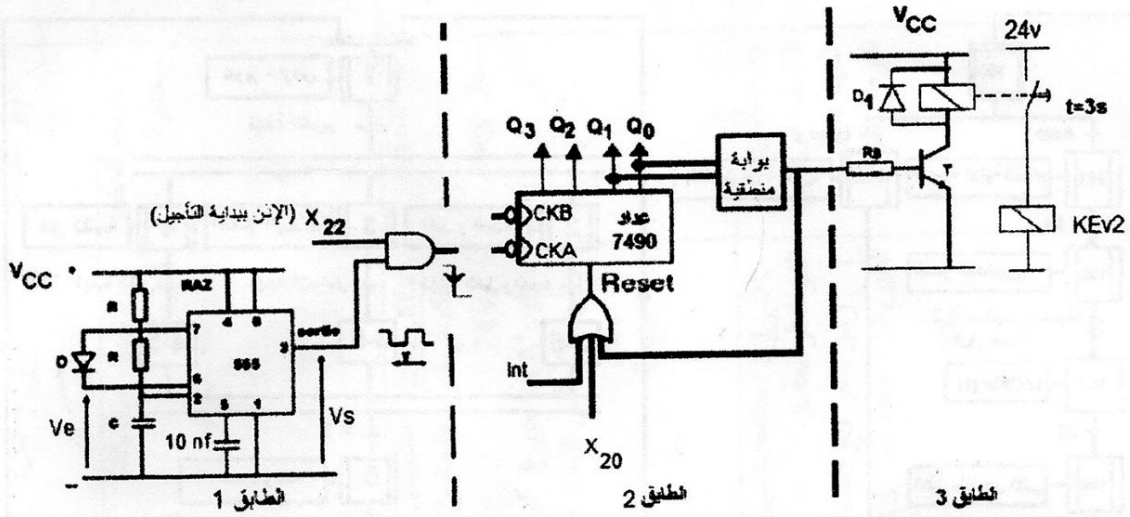 VCC
24v
D1
t=3s
Q3 Q2 Q1 Q0
بوابة
منطقية
RB
T
KEv2
X22 (الإذن ببداية التأجيل)
CKB
CKA
عداد
7490
Reset
VCC
RAZ
R
7
4
8
sortie
3
D
R
555
6
2
5
1
T
C
Ve
10 nf
Vs
Int
X20
الطابق 1
الطابق 2
الطابق 3